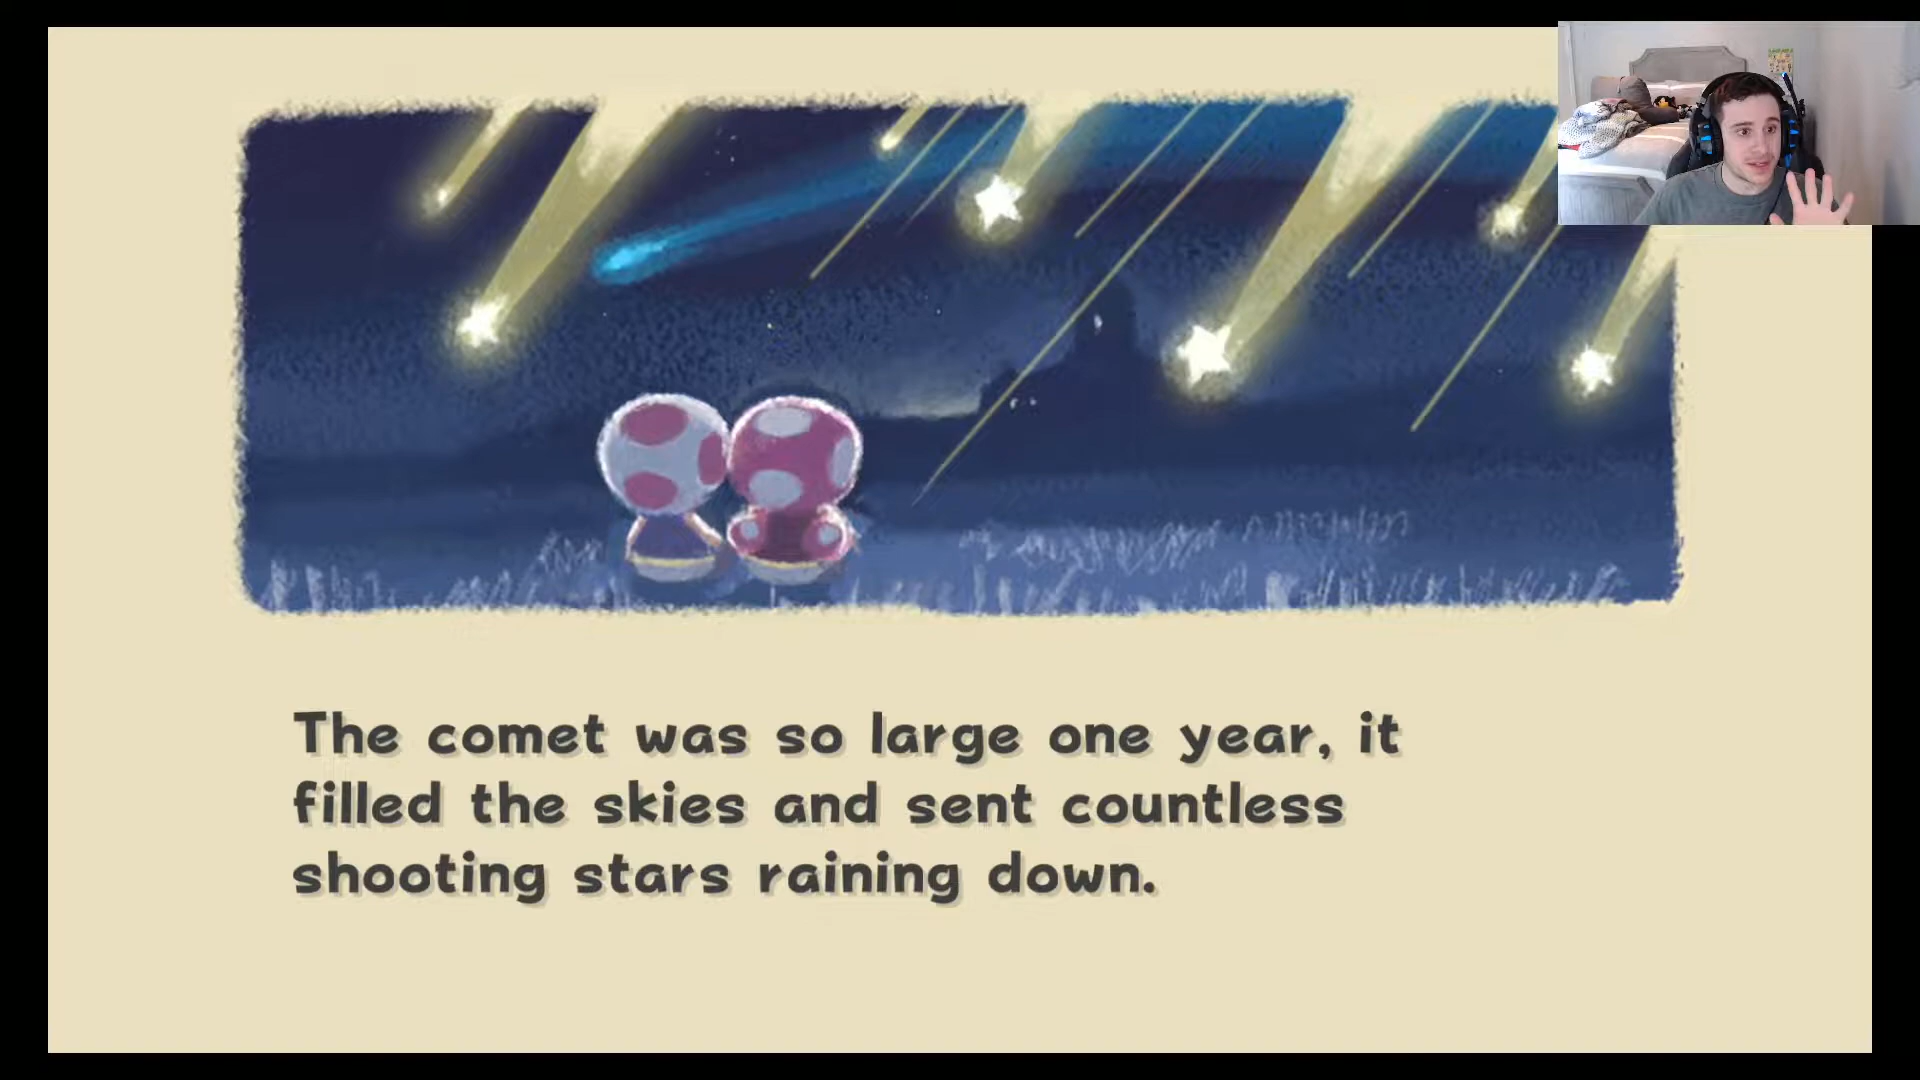 The comet was so large one year, it
filled the skies and sent countless
shooting stars raining down.